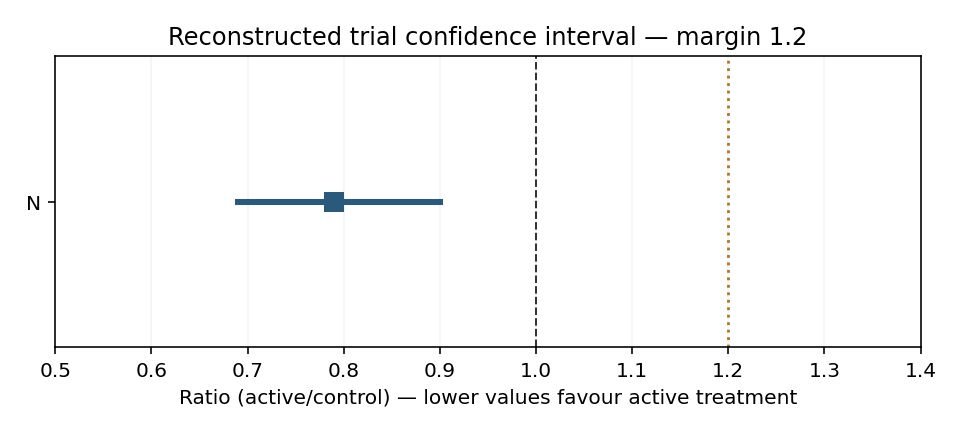 Reconstructed trial confidence interval — margin 1.2
N
0.5 0.6 0.7 0.8 0.9 1.0 1.1 1.2 1.3 1.4
Ratio (active/control) — lower values favour active treatment